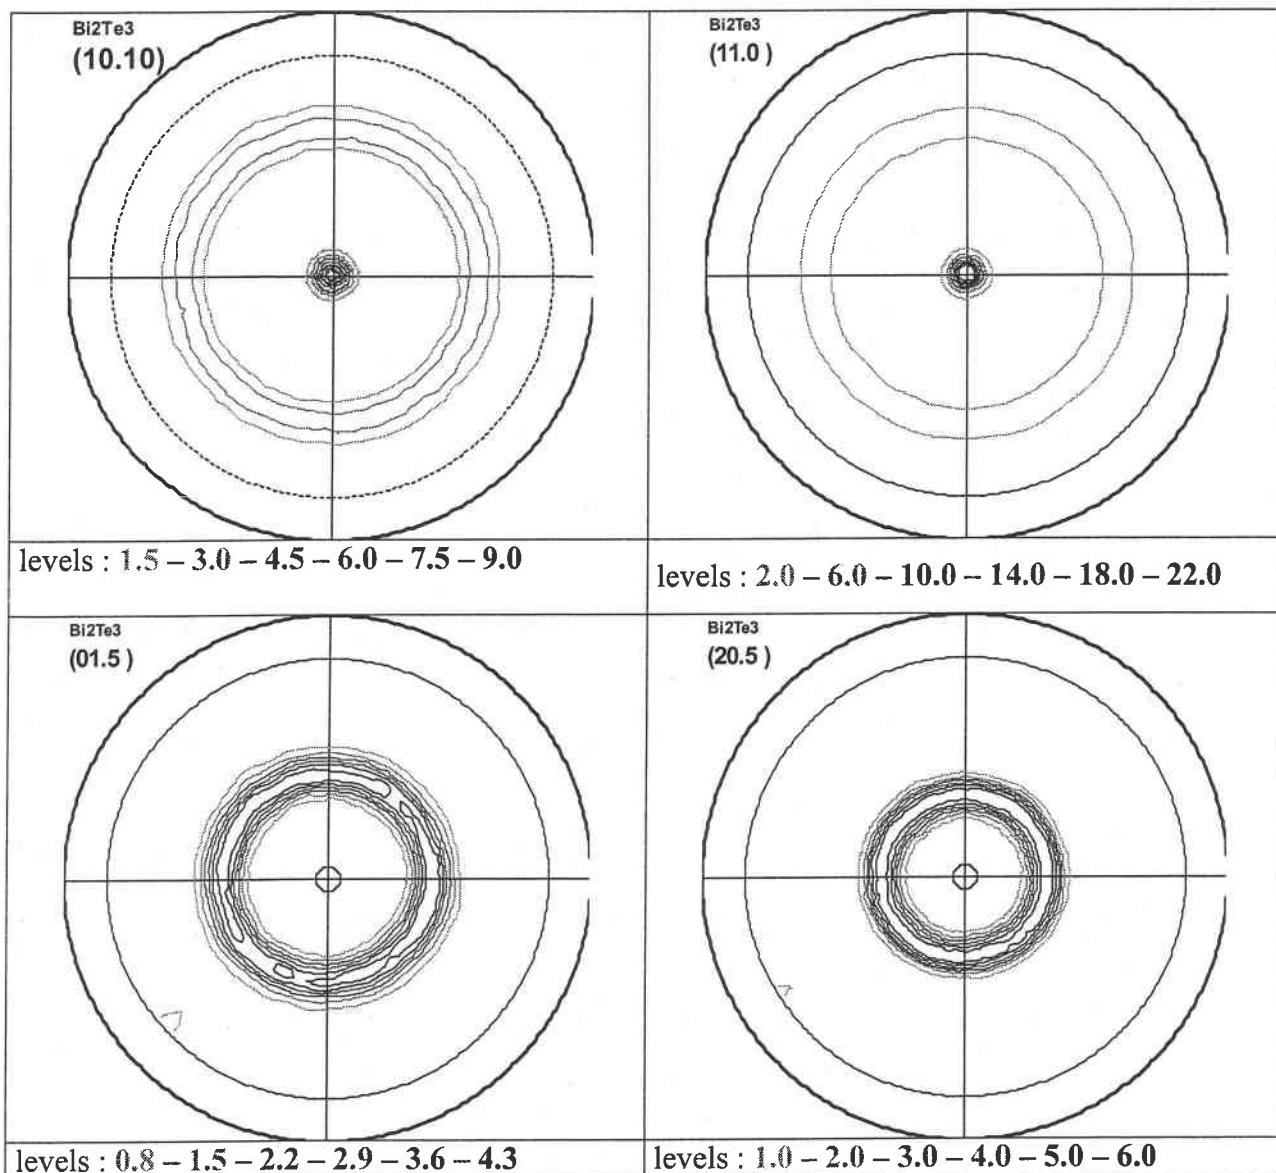 Bi2Te3
(10.10)
Bi2Te3
(11.0 )
levels : 1.5 – 3.0 – 4.5 – 6.0 – 7.5 – 9.0
levels : 2.0 – 6.0 – 10.0 – 14.0 – 18.0 – 22.0
Bi2Te3
(01.5 )
Bi2Te3
(20.5 )
levels : 0.8 – 1.5 – 2.2 – 2.9 – 3.6 – 4.3
levels : 1.0 – 2.0 – 3.0 – 4.0 – 5.0 – 6.0